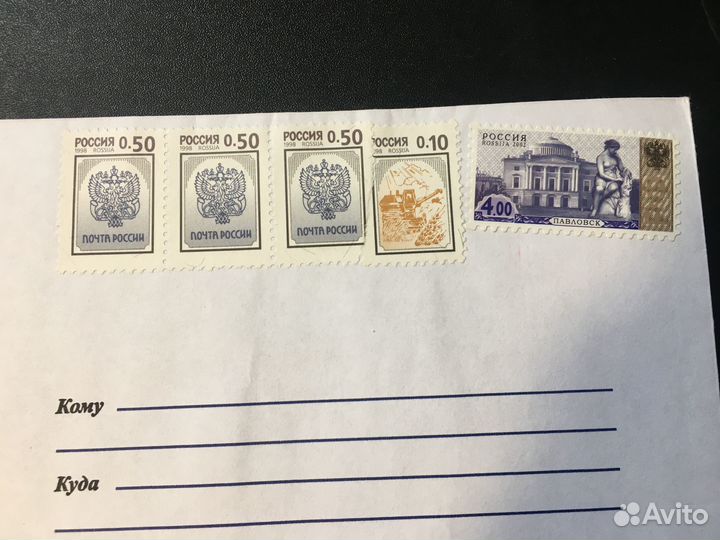 РОССИЯ 0.50
1998 ROSSIJA
ПОЧТА РОССИИ
РОССИЯ 0.50
1998 ROSSIJA
ПОЧТА РОССИИ
РОССИЯ 0.50
1998 ROSSIJA
ПОЧТА РОССИИ
РОССИЯ 0.10
1998 ROSSIJA
РОССИЯ
ROSSIJA 2002
4.00
ПАВЛОВСК
Кому
Куда
Avito